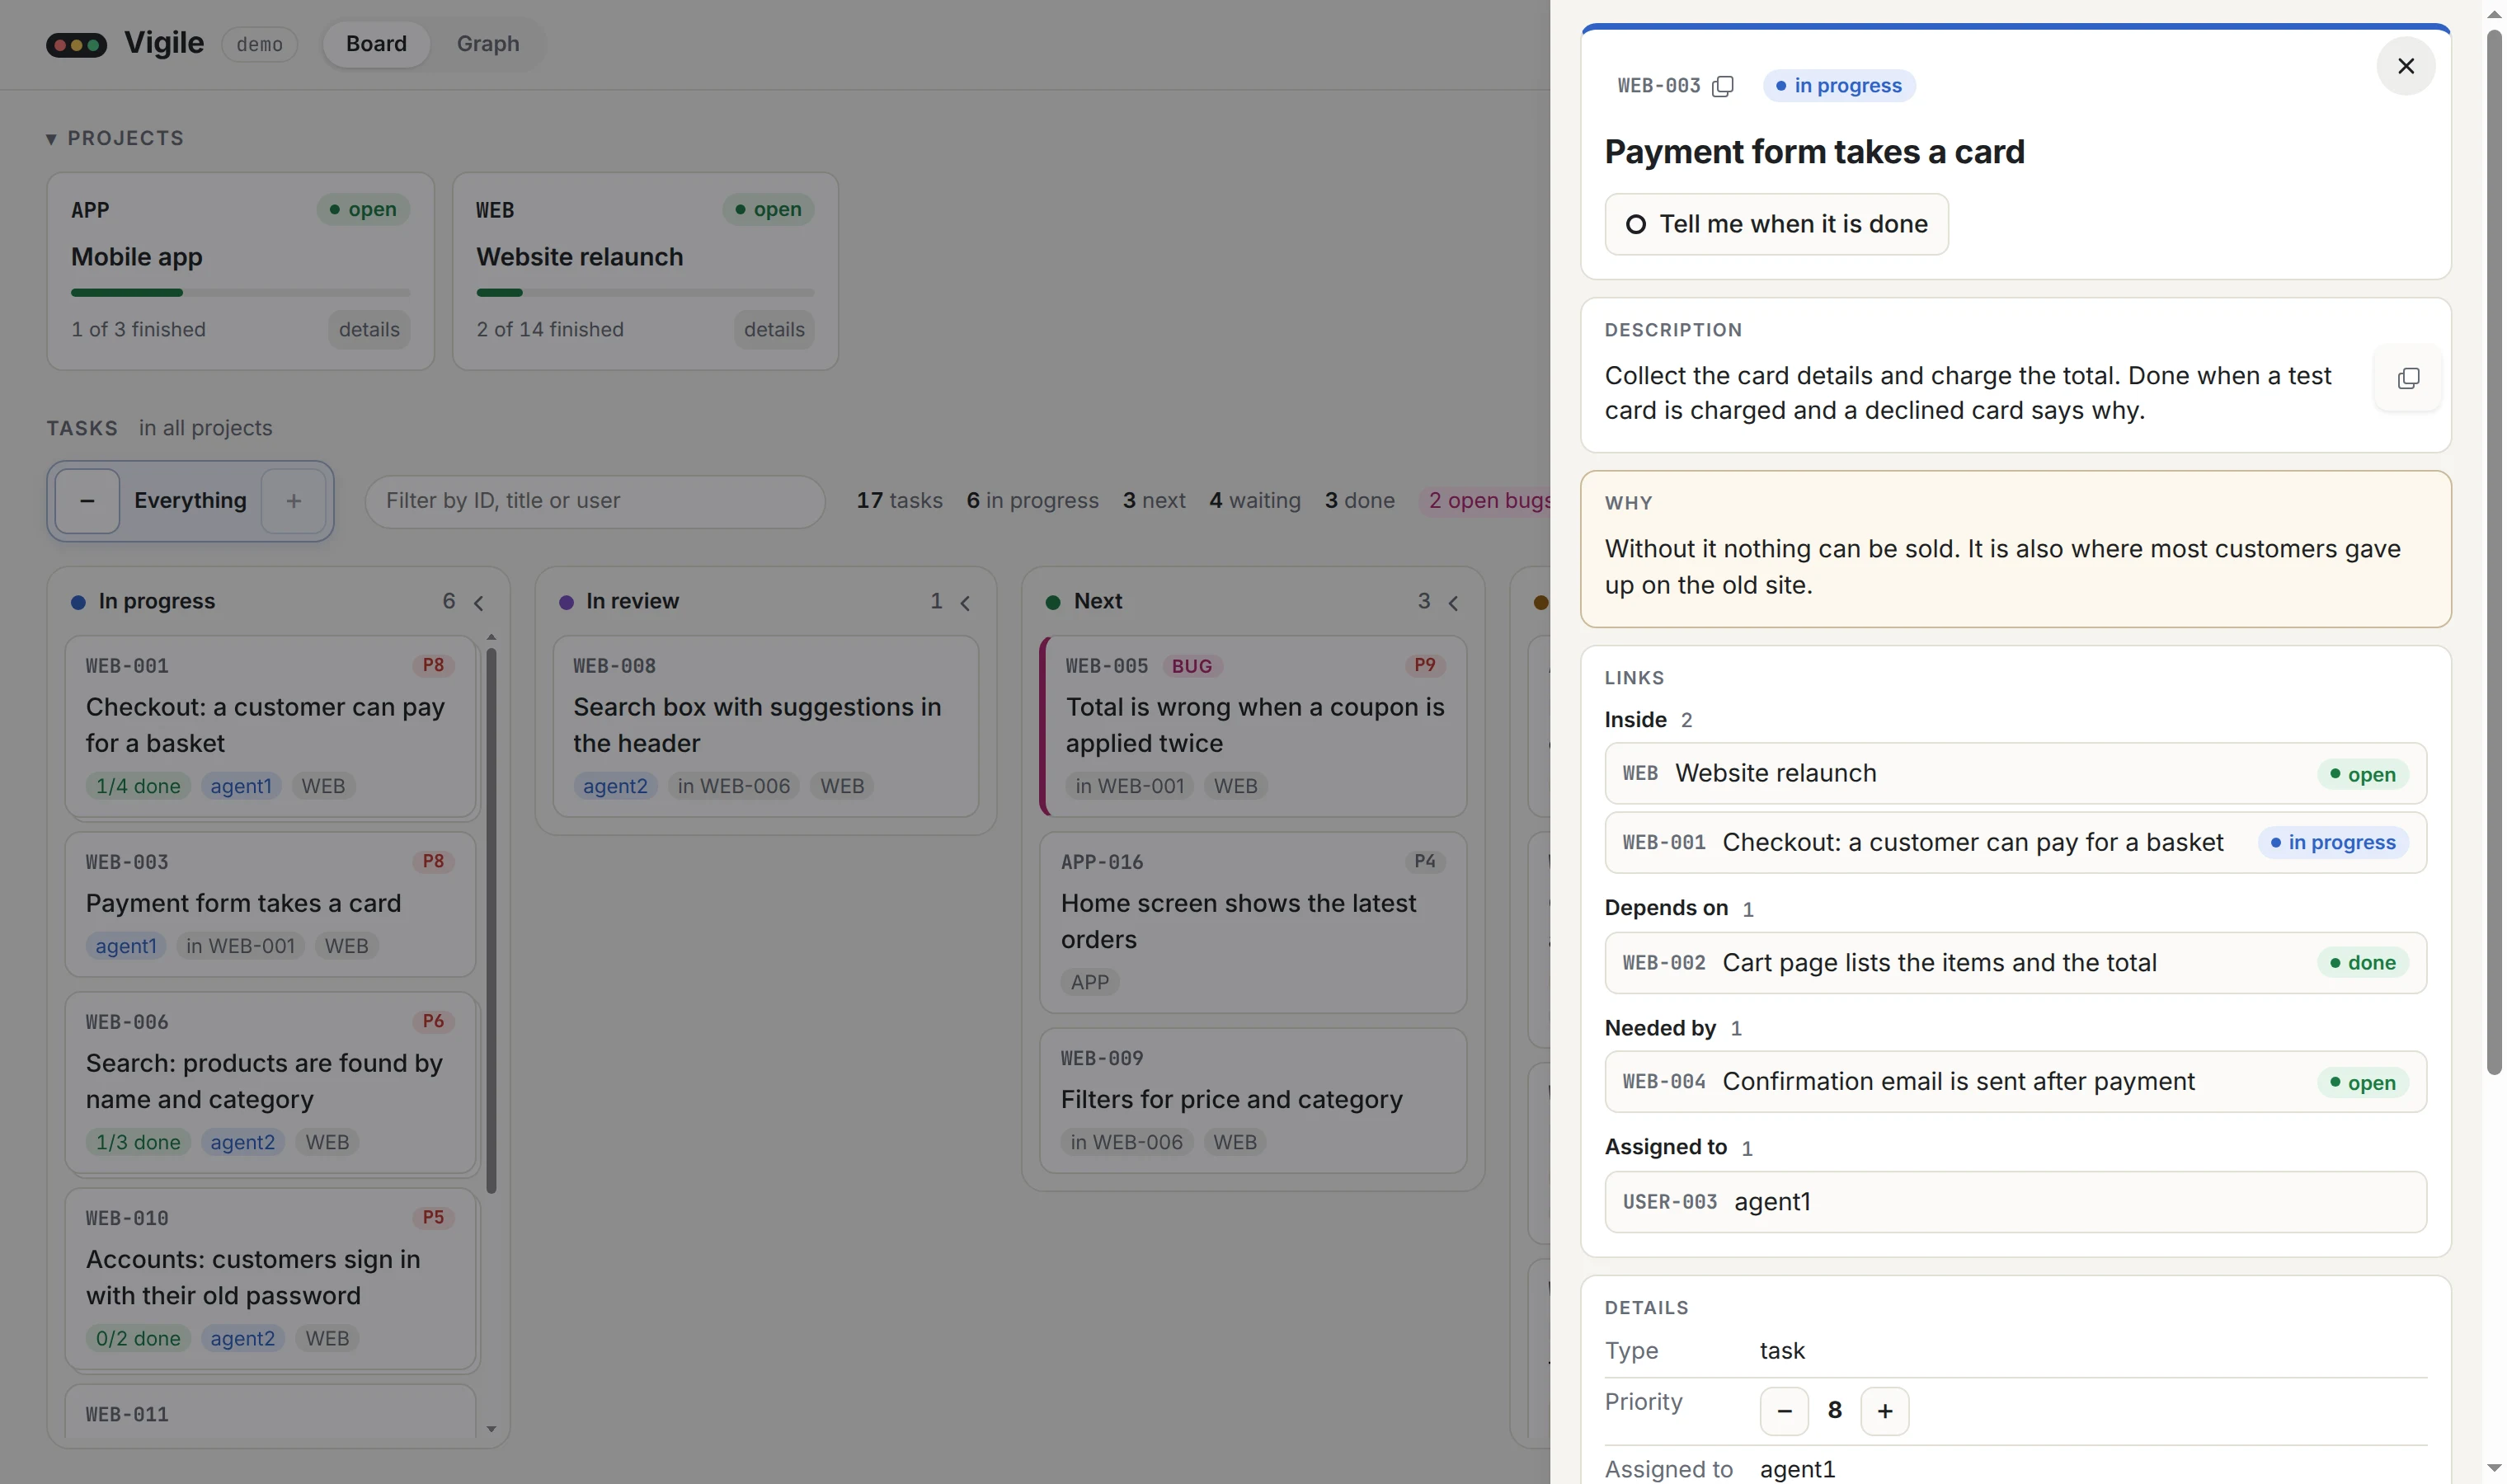 Vigile
demo
Board
Graph
PROJECTS
APP
open
Mobile app
1 of 3 finished
details
WEB
open
Website relaunch
2 of 14 finished
details
TASKS in all projects
− Everything +
Filter by ID, title or user
17 tasks 6 in progress 3 next 4 waiting 3 done 2 open bugs
In progress 6
WEB-001 P8
Checkout: a customer can pay
for a basket
1/4 done agent1 WEB
WEB-003 P8
Payment form takes a card
agent1 in WEB-001 WEB
WEB-006 P6
Search: products are found by
name and category
1/3 done agent2 WEB
WEB-010 P5
Accounts: customers sign in
with their old password
0/2 done agent2 WEB
WEB-011
In review 1
WEB-008
Search box with suggestions in
the header
agent2 in WEB-006 WEB
Next 3
WEB-005 BUG P9
Total is wrong when a coupon is
applied twice
in WEB-001 WEB
APP-016 P4
Home screen shows the latest
orders
APP
WEB-009
Filters for price and category
in WEB-006 WEB
WEB-003 in progress
Payment form takes a card
Tell me when it is done
DESCRIPTION
Collect the card details and charge the total. Done when a test
card is charged and a declined card says why.
WHY
Without it nothing can be sold. It is also where most customers gave
up on the old site.
LINKS
Inside 2
WEB Website relaunch open
WEB-001 Checkout: a customer can pay for a basket in progress
Depends on 1
WEB-002 Cart page lists the items and the total done
Needed by 1
WEB-004 Confirmation email is sent after payment open
Assigned to 1
USER-003 agent1
DETAILS
Type task
Priority − 8 +
Assigned to agent1